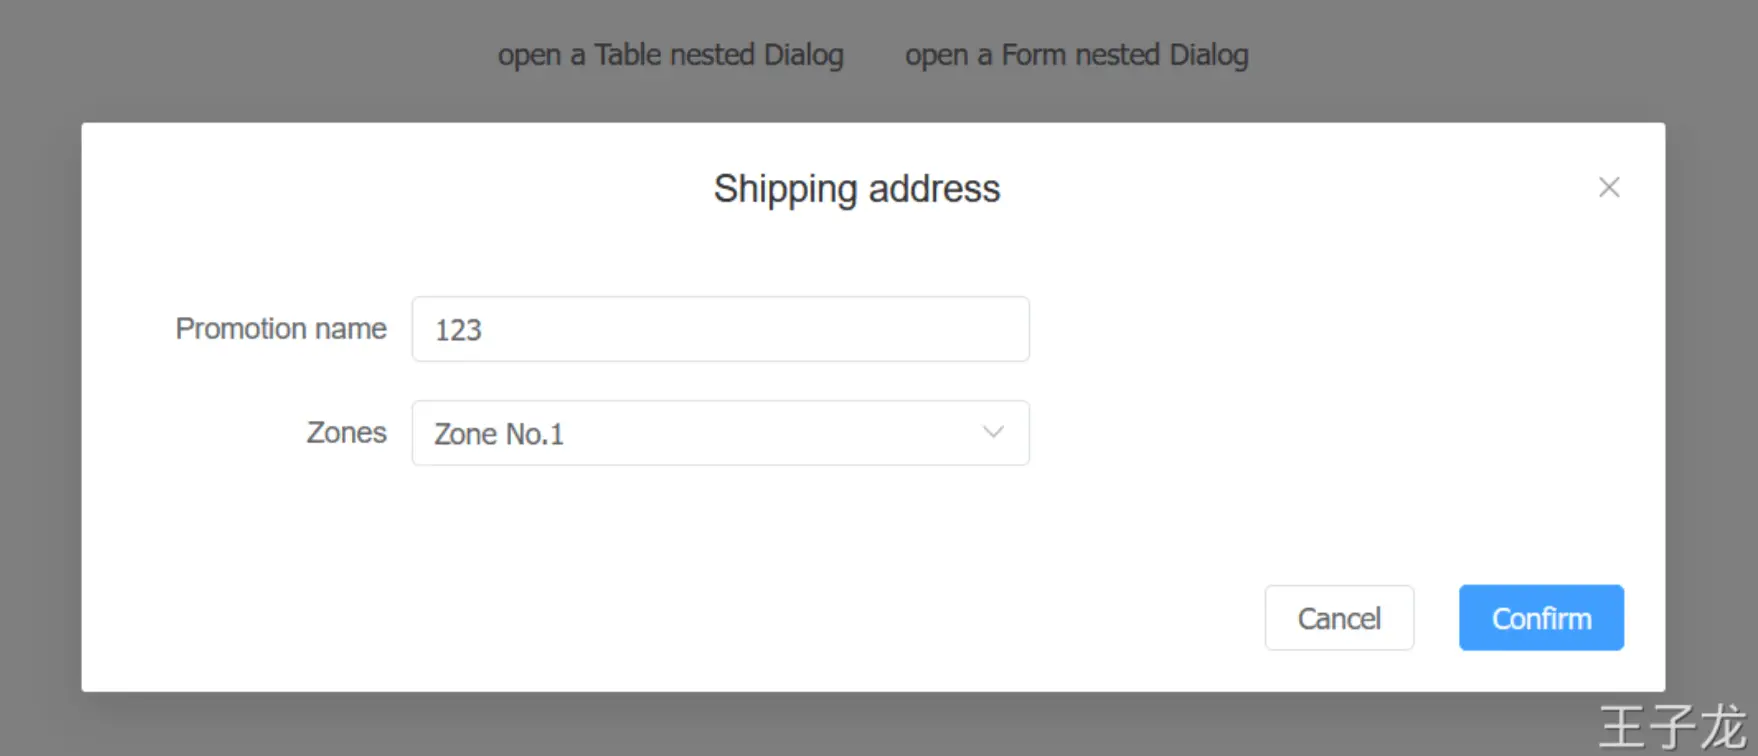 open a Table nested Dialog open a Form nested Dialog
Shipping address
Promotion name 123
Zones Zone No.1
Cancel Confirm
王子龙